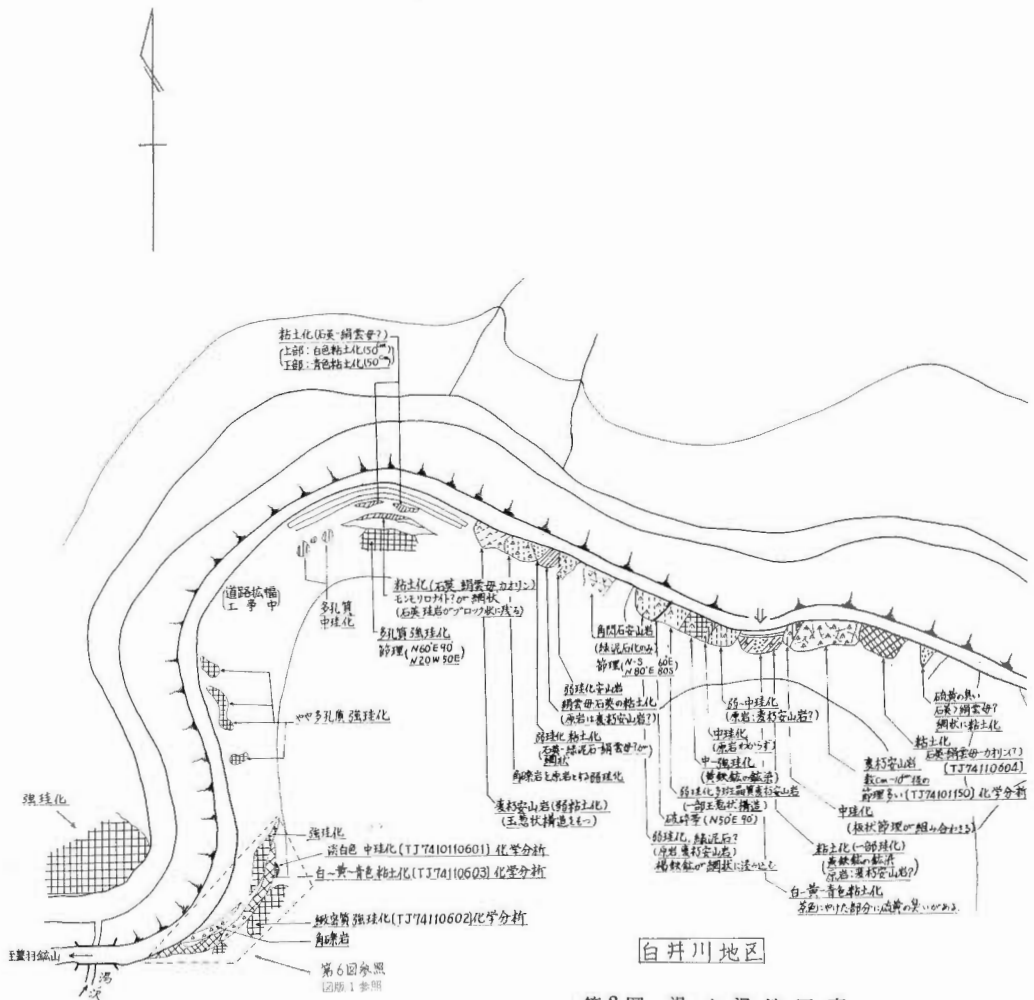 粘土化(石英-絹雲母?)
上部:白色粘土化150cm
下部:青色粘土化150cm
道路拡幅
工事中
多孔質
中珪化
粘土化(石英 絹雲母 カオリン)
モンモリロナイト?が網状
(石英 珪岩がブロック状に残る)
多孔質 強珪化
節理(N60°E 90°
N20W 50E)
やや多孔質 強珪化
強珪化
角閃石安山岩
(緑泥石化のみ)
節理(N-S 60°E
N80°E 80S)
弱珪化安山岩
絹雲母 石英の粘土化
(原岩は変朽安山岩?)
弱珪化 粘土化
(石英-緑泥石-絹雲母?が)
網状
角礫岩を原岩とする弱珪化
変朽安山岩(弱粘土化)
(玉葱状構造をもつ)
弱~中珪化
(原岩:変朽安山岩?)
中珪化
(原岩わからず)
中~強珪化
(黄鉄鉱の鉱染)
弱珪化 斑晶質変朽安山岩
(一部玉葱状構造)
破砕帯(N50°E 90°)
弱珪化, 緑泥石?
(原岩 変朽安山岩)
褐鉄鉱が網状に
硫黄の臭い
石英>絹雲母?
網状に粘土化
粘土化
石英-絹雲母-カオリン(?)
(TJ74110604)
変朽安山岩
数cm~10cm径の
節理多い(TJ74101150)化学分析
中珪化
(板状節理が組み合わさる)
粘土化(一部珪化)
黄鉄鉱の鉱染
原岩:変朽安山岩?
白~黄~青色粘土化
茶色にやけた部分に硫黄の臭いがある
強珪化
淡白色 中珪化(TJ7410110601)化学分析
白~黄~青色粘土化(TJ74110603)化学分析
緻密質強珪化(TJ74110602)化学分析
角礫岩
至豊羽鉱山
湯
沢
第6図参照
図版1参照
白井川地区